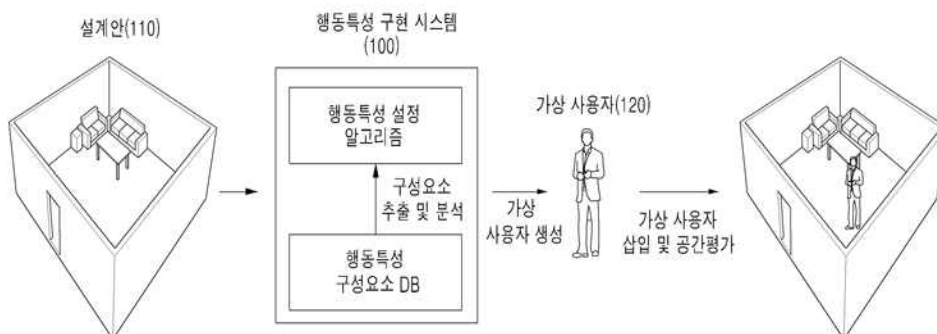 설계안(110)
행동특성 구현 시스템
(100)
행동특성 설정
알고리즘
구성요소
추출 및 분석
행동특성
구성요소 DB
가상 사용자(120)
가상
사용자 생성
가상 사용자
삽입 및 공간평가